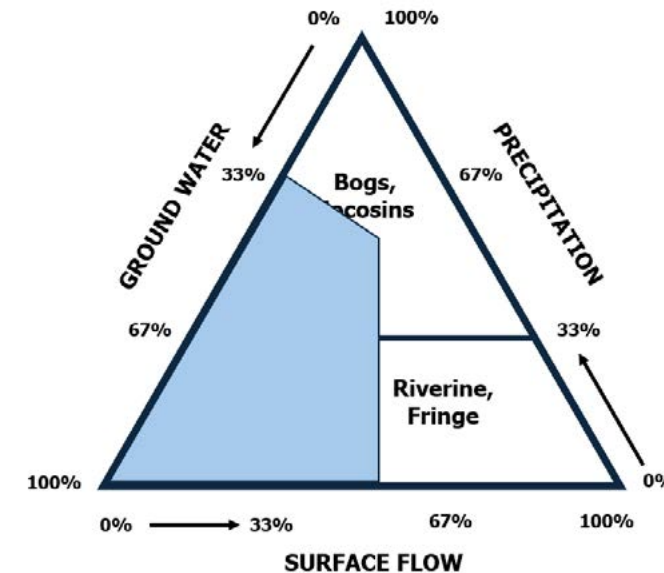 0% 100%
GROUND WATER
PRECIPITATION
33%
67%
Bogs,
67%
33%
Riverine,
Fringe
100%
0%
0% 33% 67% 100%
SURFACE FLOW